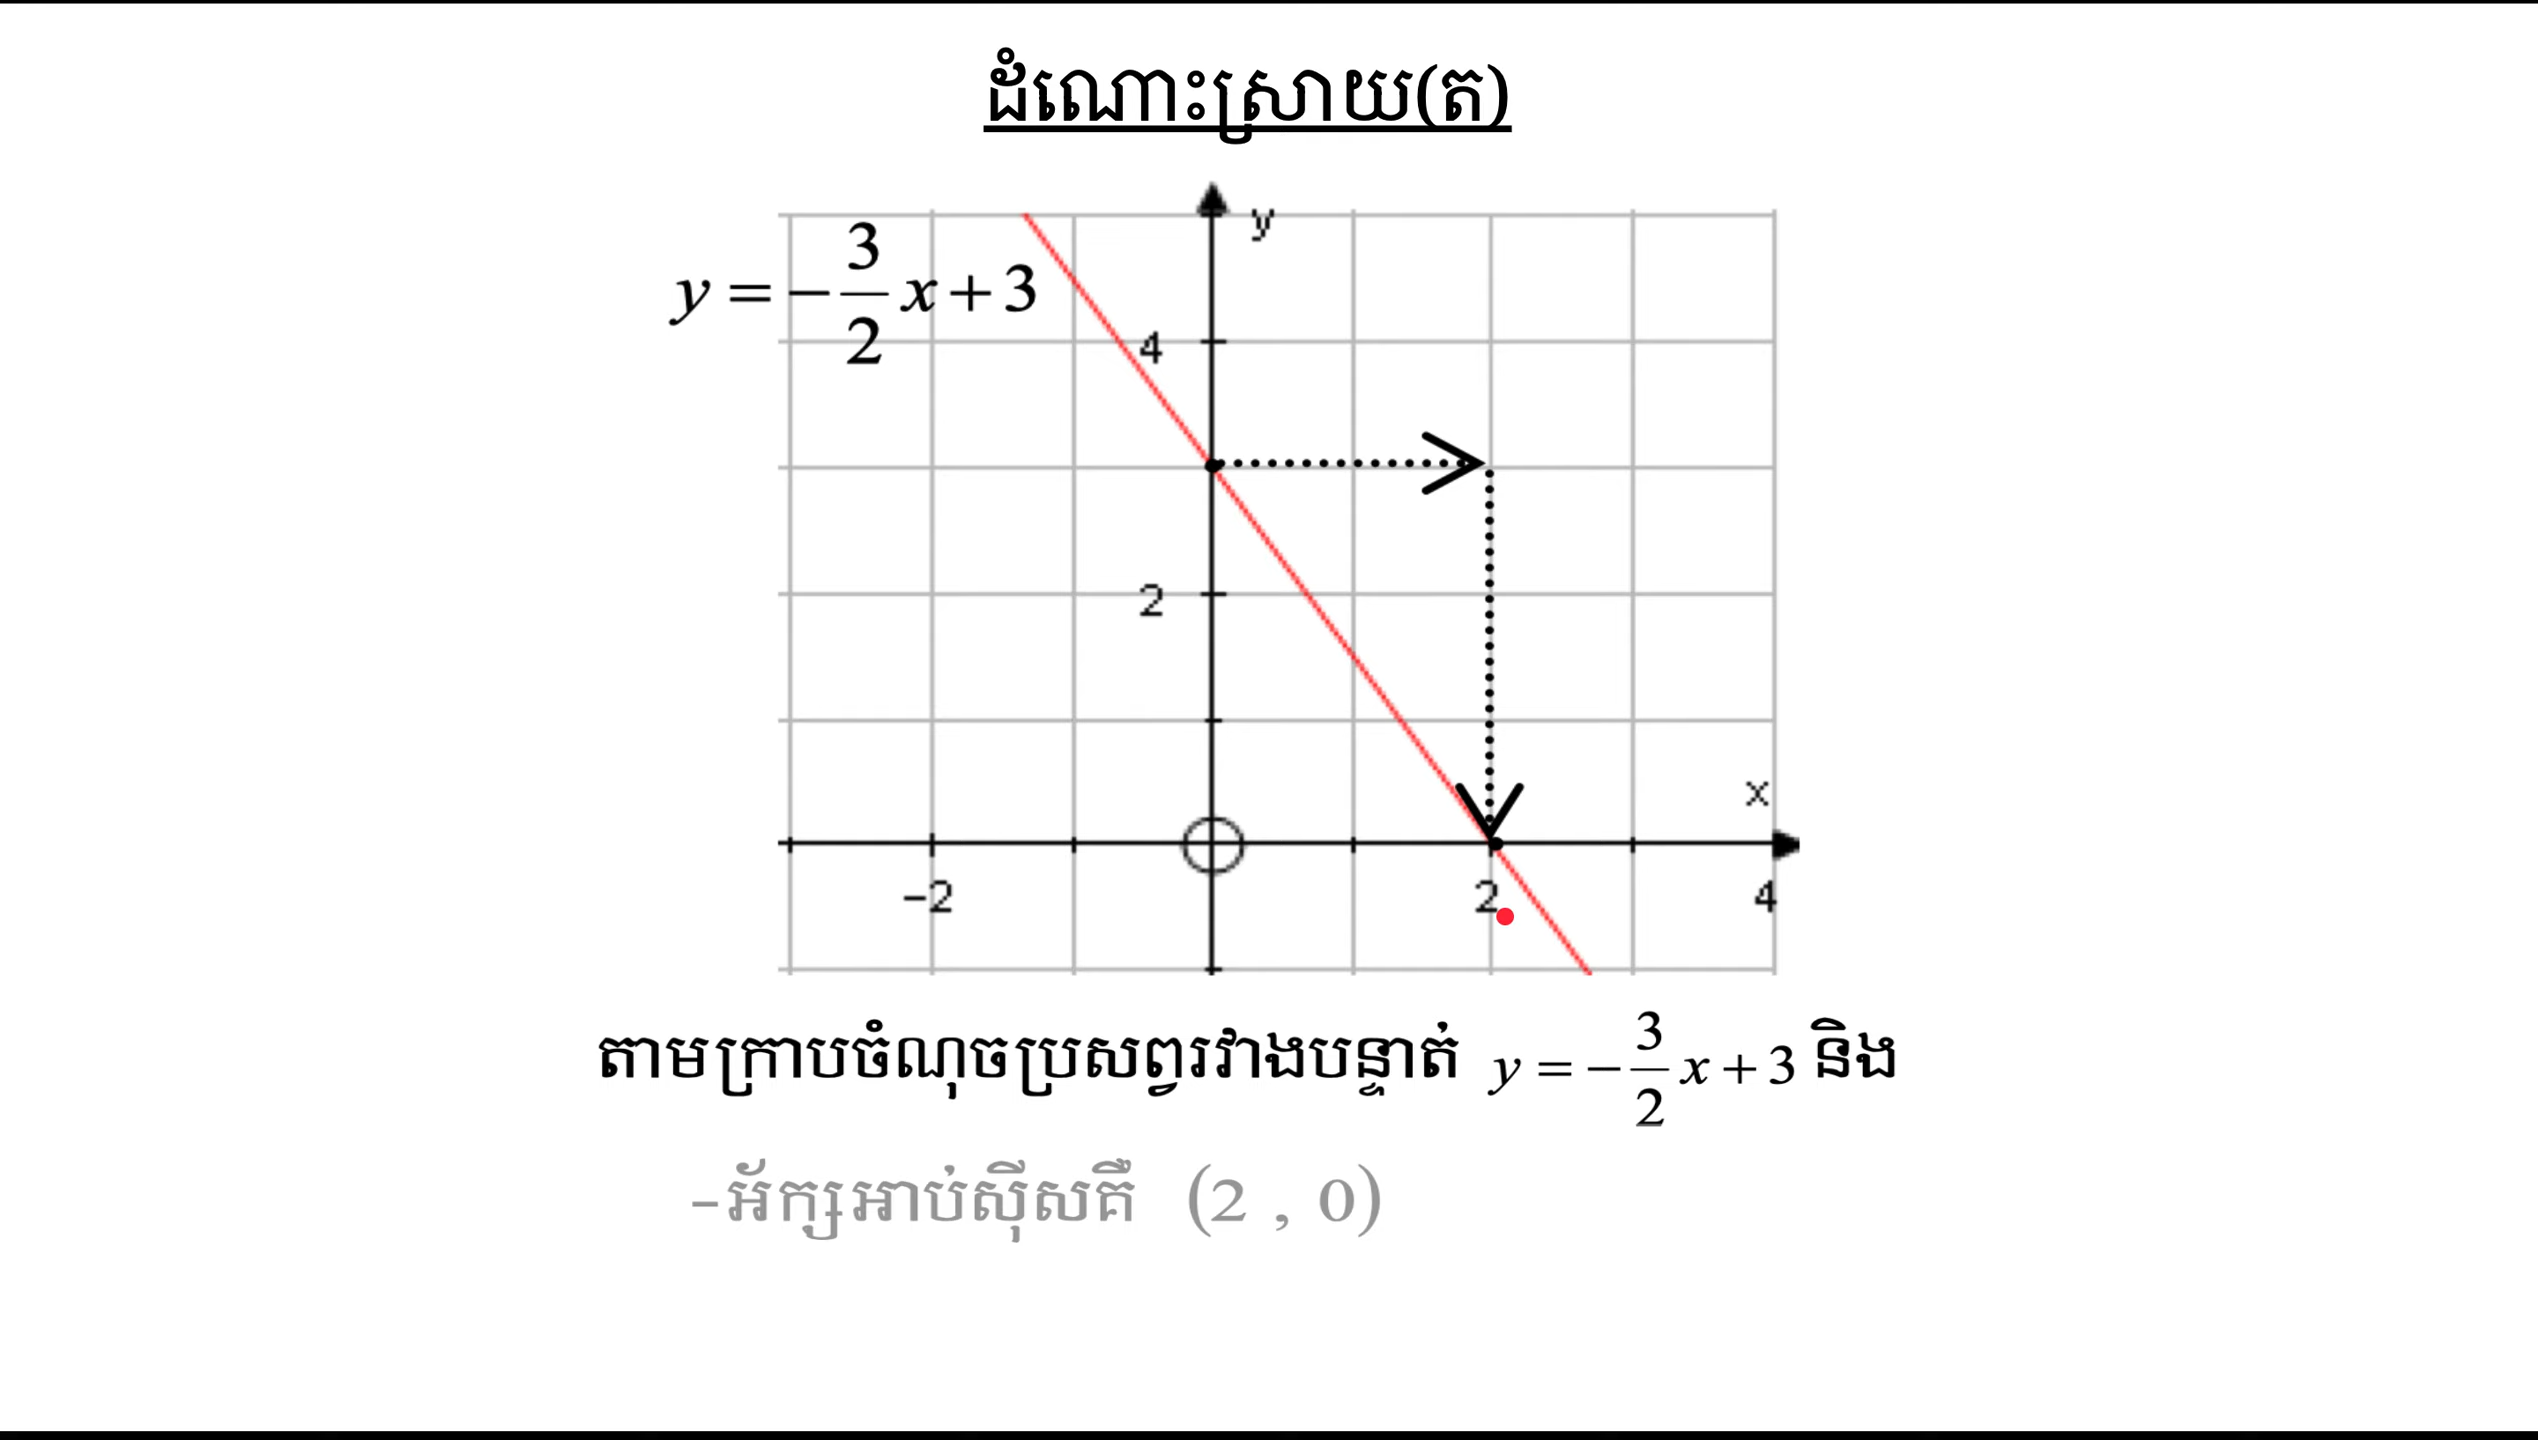 ដំណោះស្រាយ(ត)
y
y = -3/2 x + 3
4
2
x
-2 2 4
តាមក្រាបចំណុចប្រសព្វរវាងបន្ទាត់ y = -3/2 x + 3 និង
-អ័ក្សអាប់ស៊ីសគឺ (2 , 0)